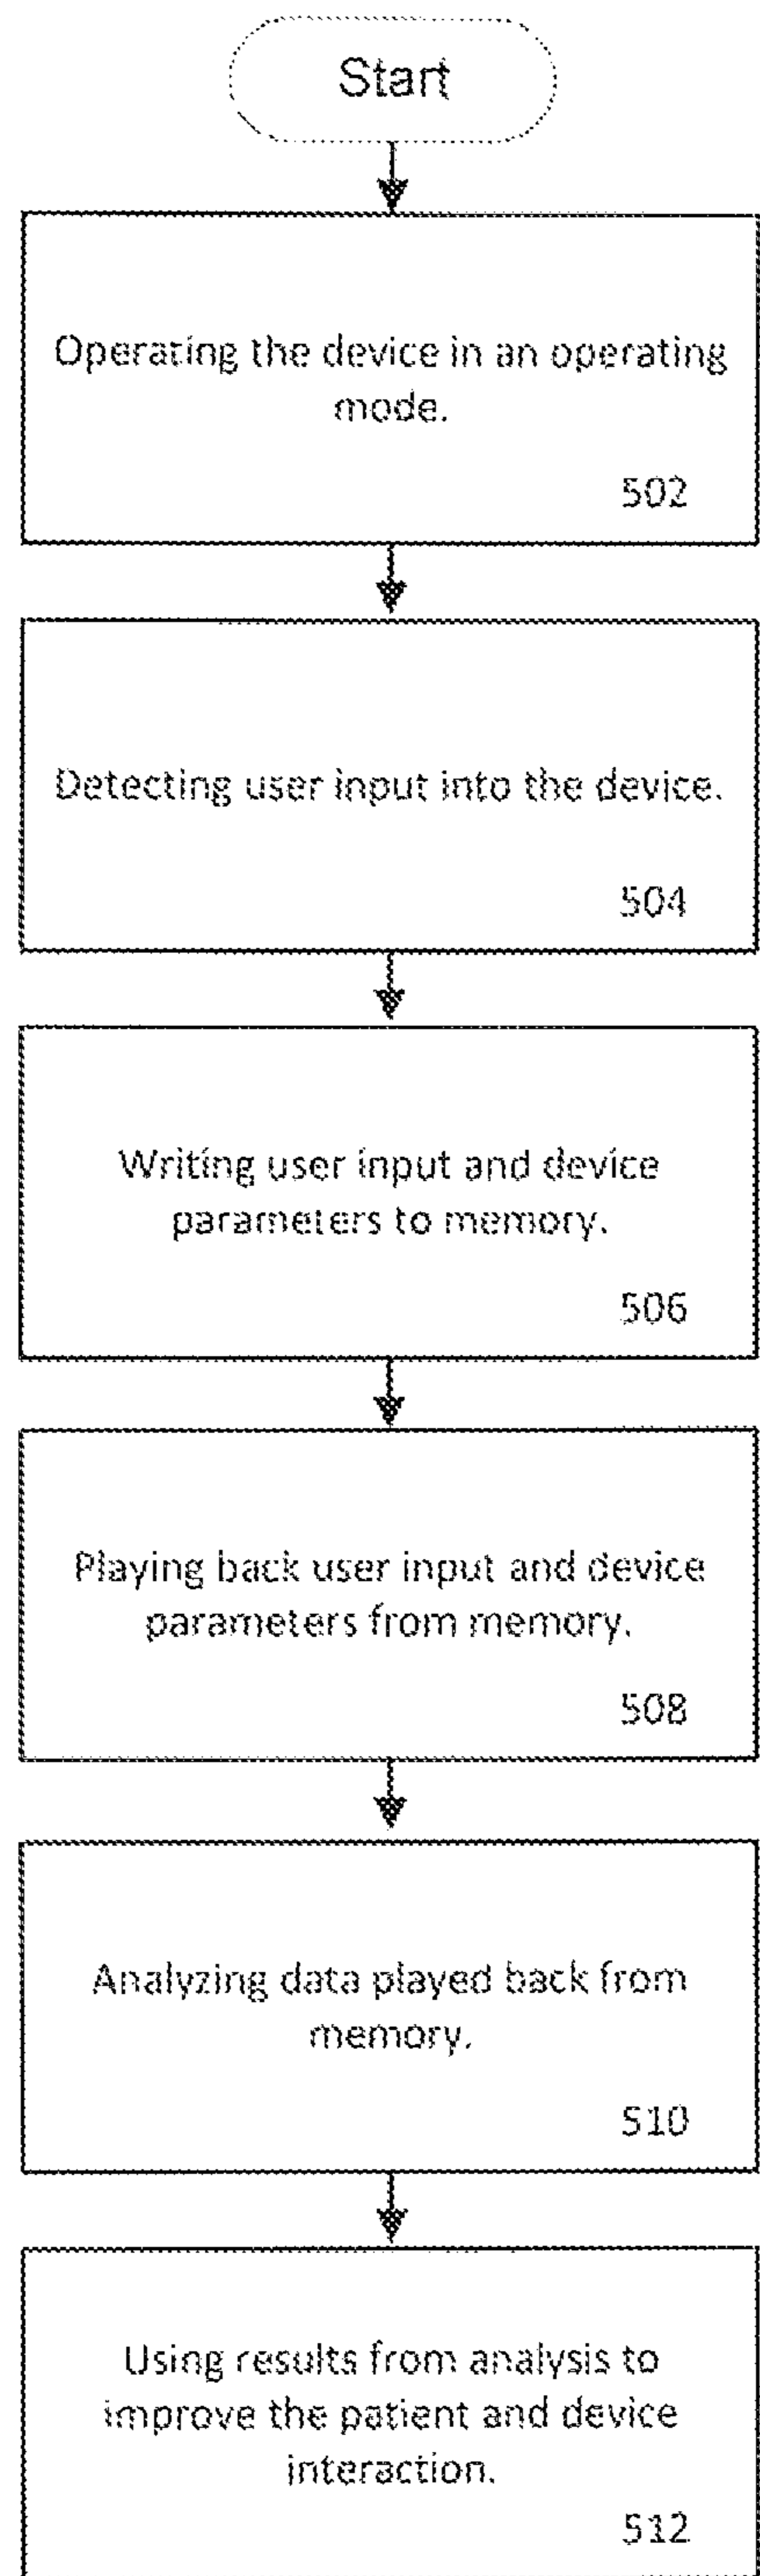 Start
Operating the device in an operating
mode.
502
Detecting user input into the device.
504
Writing user input and device
parameters to memory.
506
Playing back user input and device
parameters from memory.
508
Analyzing data played back from
memory.
510
Using results from analysis to
improve the patient and device
interaction.
512